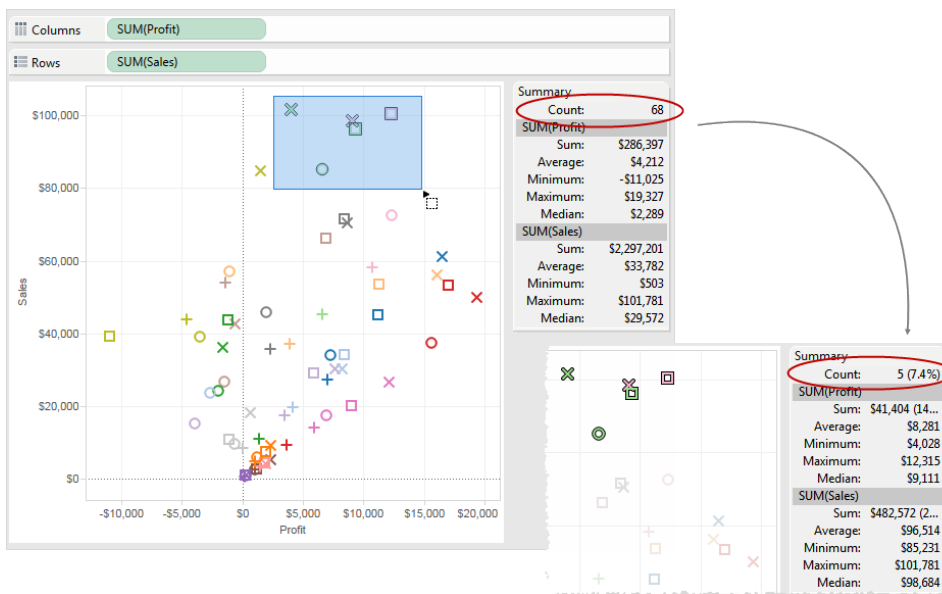 Columns SUM(Profit)
Rows SUM(Sales)
$100,000
$80,000
$60,000
$40,000
$20,000
$0
Sales
-$10,000 -$5,000 $0 $5,000 $10,000 $15,000 $20,000
Profit
Summary
Count: 68
SUM(Profit)
Sum: $286,397
Average: $4,212
Minimum: -$11,025
Maximum: $19,327
Median: $2,289
SUM(Sales)
Sum: $2,297,201
Average: $33,782
Minimum: $503
Maximum: $101,781
Median: $29,572
Summary
Count: 5 (7.4%)
SUM(Profit)
Sum: $41,404 (14...
Average: $8,281
Minimum: $4,028
Maximum: $12,315
Median: $9,111
SUM(Sales)
Sum: $482,572 (2...
Average: $96,514
Minimum: $85,231
Maximum: $101,781
Median: $98,684